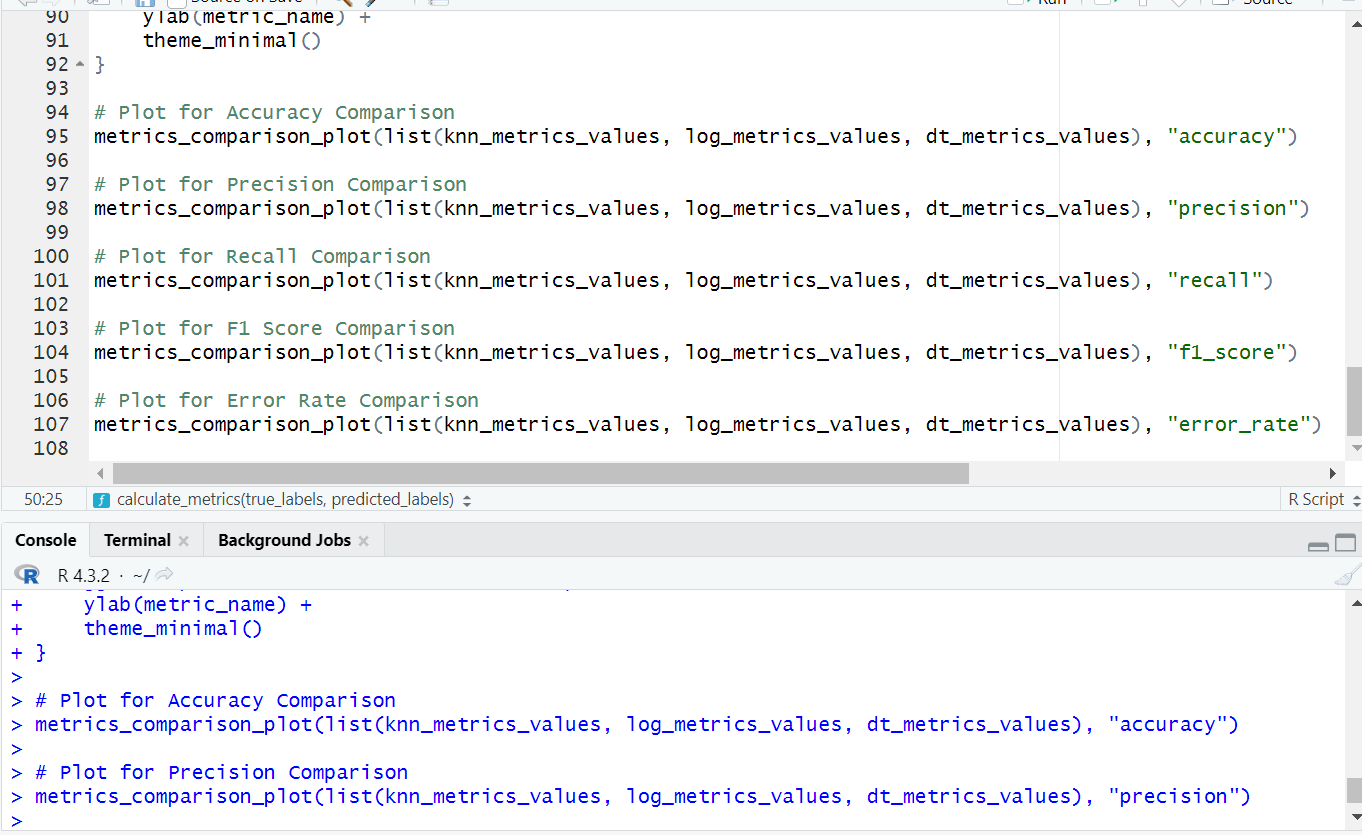 Source on Save
Run
Source
90 ylab(metric_name) +
91 theme_minimal()
92 }
93
94 # Plot for Accuracy Comparison
95 metrics_comparison_plot(list(knn_metrics_values, log_metrics_values, dt_metrics_values), "accuracy")
96
97 # Plot for Precision Comparison
98 metrics_comparison_plot(list(knn_metrics_values, log_metrics_values, dt_metrics_values), "precision")
99
100 # Plot for Recall Comparison
101 metrics_comparison_plot(list(knn_metrics_values, log_metrics_values, dt_metrics_values), "recall")
102
103 # Plot for F1 Score Comparison
104 metrics_comparison_plot(list(knn_metrics_values, log_metrics_values, dt_metrics_values), "f1_score")
105
106 # Plot for Error Rate Comparison
107 metrics_comparison_plot(list(knn_metrics_values, log_metrics_values, dt_metrics_values), "error_rate")
108
50:25 f calculate_metrics(true_labels, predicted_labels) R Script
Console Terminal Background Jobs
R R 4.3.2 · ~/
+ ylab(metric_name) +
+ theme_minimal()
+ }
>
> # Plot for Accuracy Comparison
> metrics_comparison_plot(list(knn_metrics_values, log_metrics_values, dt_metrics_values), "accuracy")
>
> # Plot for Precision Comparison
> metrics_comparison_plot(list(knn_metrics_values, log_metrics_values, dt_metrics_values), "precision")
>